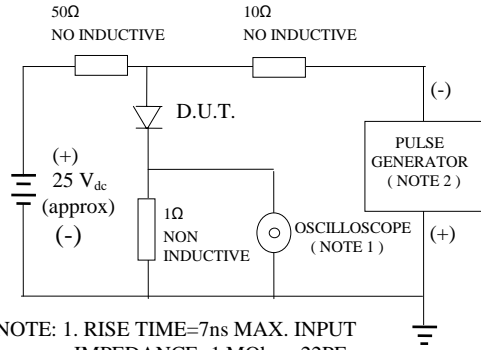 50Ω
NO INDUCTIVE
10Ω
NO INDUCTIVE
D.U.T.
(-)
PULSE
GENERATOR
( NOTE 2 )
(+)
25 Vdc
(approx)
(-)
1Ω
NON
INDUCTIVE
OSCILLOSCOPE
( NOTE 1 )
(+)
NOTE: 1. RISE TIME=7ns MAX. INPUT